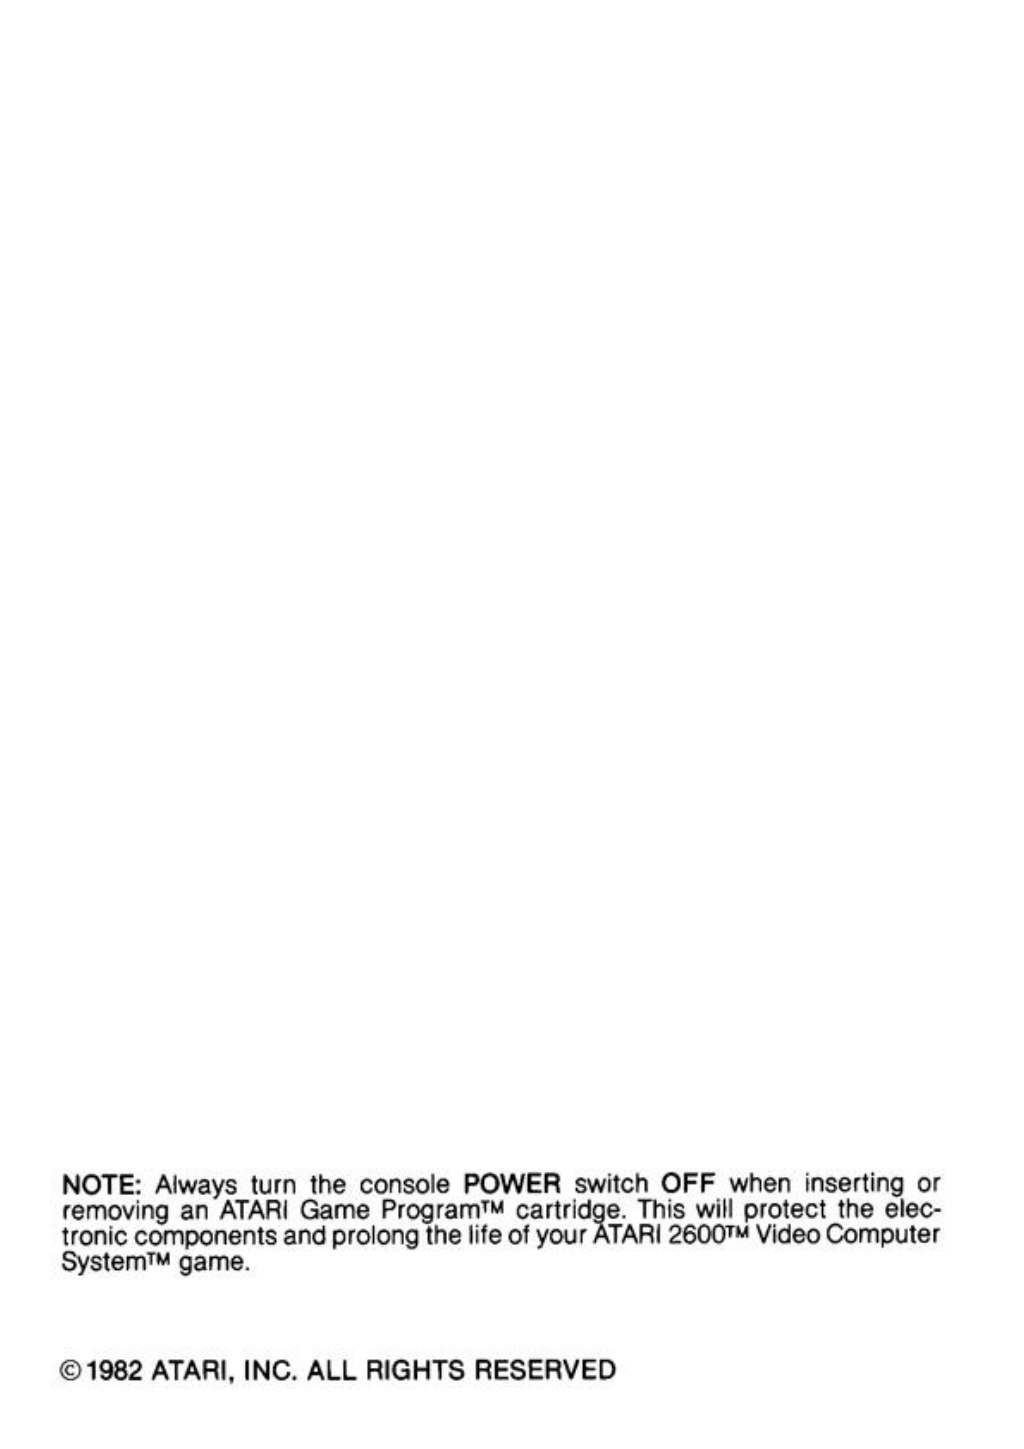 NOTE: Always turn the console POWER switch OFF when inserting or
removing an ATARI Game Program™ cartridge. This will protect the elec-
tronic components and prolong the life of your ATARI 2600™ Video Computer
System™ game.
©1982 ATARI, INC. ALL RIGHTS RESERVED